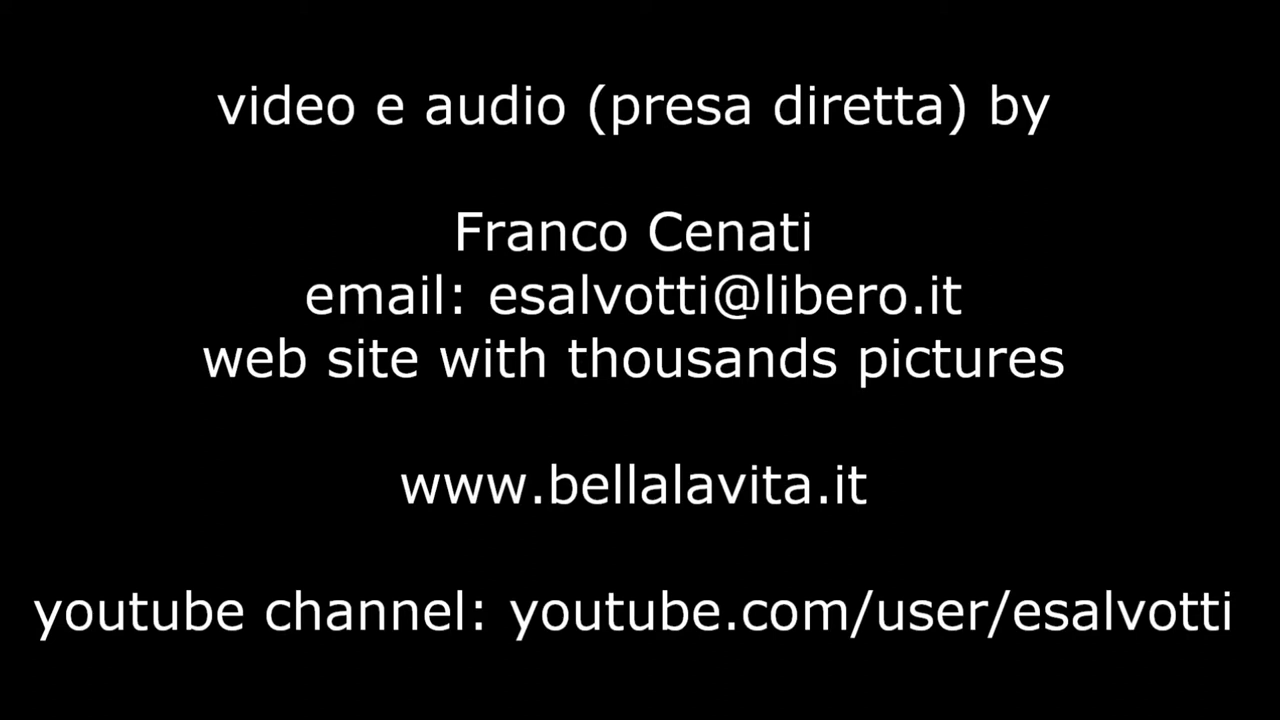 video e audio (presa diretta) by
Franco Cenati
email: esalvotti@libero.it
web site with thousands pictures
www.bellalavita.it
youtube channel: youtube.com/user/esalvotti